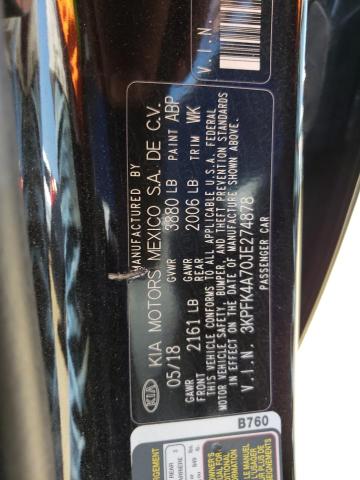 MANUFACTURED BY
KIA MOTORS MEXICO S.A. DE C.V.
KIA
05/18 GVWR 3880 LB PAINT ABP
GAWR FRONT 2161 LB GAWR REAR 2006 LB TRIM WK
THIS VEHICLE CONFORMS TO ALL APPLICABLE U.S.A. FEDERAL
MOTOR VEHICLE SAFETY, BUMPER, AND THEFT PREVENTION STANDARDS
IN EFFECT ON THE DATE OF MANUFACTURE SHOWN ABOVE.
V.I.N. 3KPFK4A70JE274878
PASSENGER CAR
V.I.N.
B760
REAR